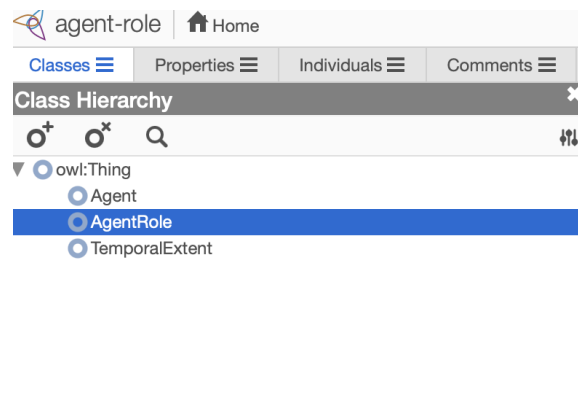 agent-role Home
Classes Properties Individuals Comments
Class Hierarchy
owl:Thing
Agent
AgentRole
TemporalExtent